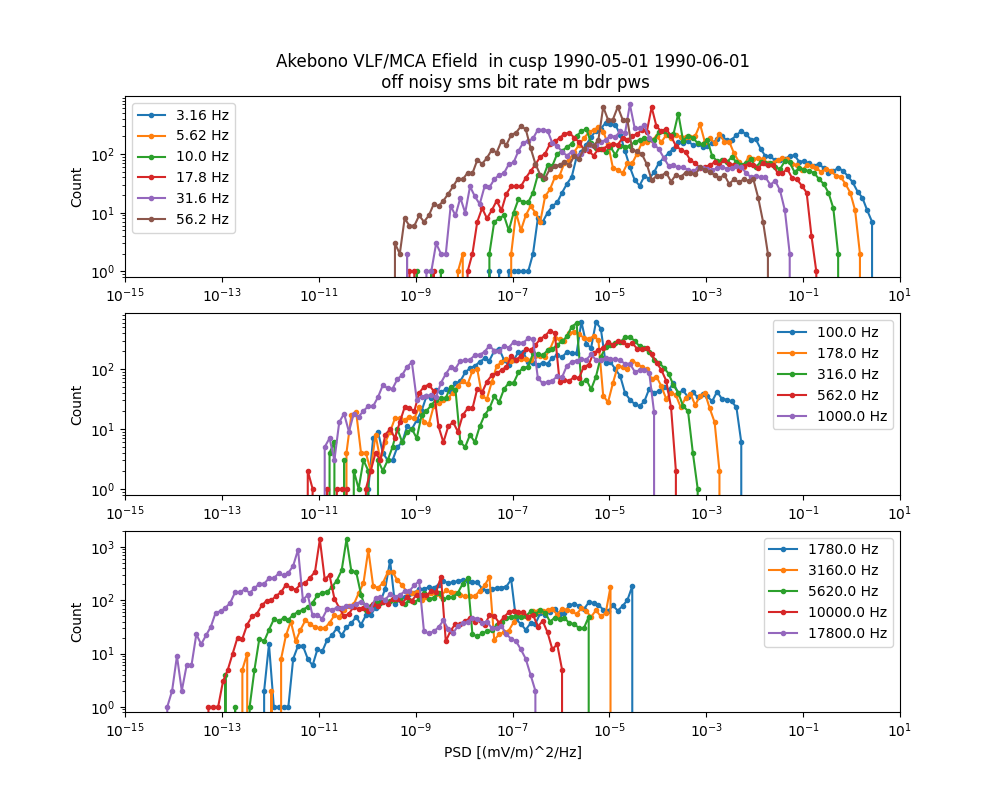 Akebono VLF/MCA Efield  in cusp 1990-05-01 1990-06-01
off noisy sms bit rate m bdr pws
Count
10^2
10^1
10^0
3.16 Hz
5.62 Hz
10.0 Hz
17.8 Hz
31.6 Hz
56.2 Hz
10^-15 10^-13 10^-11 10^-9 10^-7 10^-5 10^-3 10^-1 10^1
Count
10^2
10^1
10^0
100.0 Hz
178.0 Hz
316.0 Hz
562.0 Hz
1000.0 Hz
10^-15 10^-13 10^-11 10^-9 10^-7 10^-5 10^-3 10^-1 10^1
Count
10^3
10^2
10^1
10^0
1780.0 Hz
3160.0 Hz
5620.0 Hz
10000.0 Hz
17800.0 Hz
10^-15 10^-13 10^-11 10^-9 10^-7 10^-5 10^-3 10^-1 10^1
PSD [(mV/m)^2/Hz]